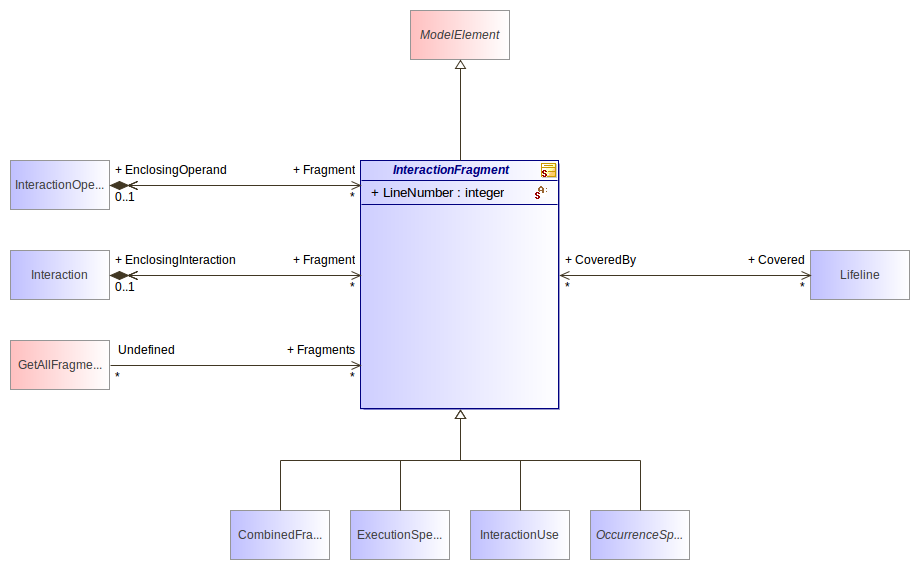 ModelElement
InteractionOpe...
+ EnclosingOperand
+ Fragment
0..1
*
InteractionFragment
+ LineNumber : integer
Interaction
+ EnclosingInteraction
+ Fragment
0..1
*
+ CoveredBy
+ Covered
*
*
Lifeline
GetAllFragme...
Undefined
+ Fragments
*
*
CombinedFra...
ExecutionSpe...
InteractionUse
OccurrenceSp...